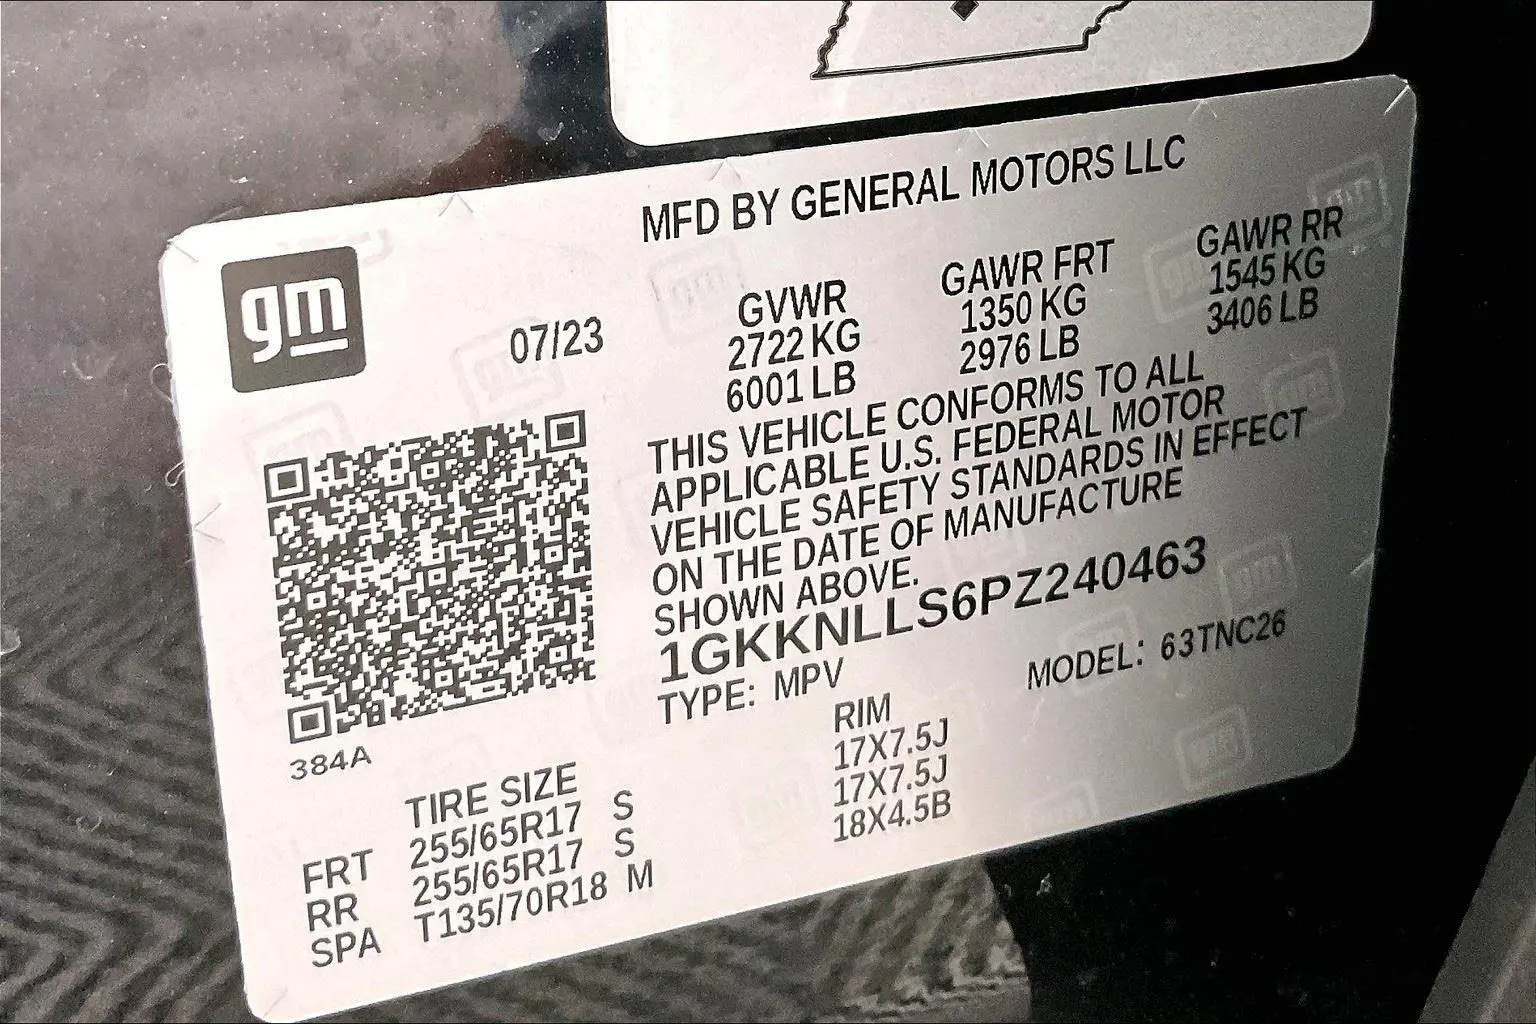 MFD BY GENERAL MOTORS LLC
gm
07/23
GVWR
2722 KG
6001 LB
GAWR FRT
1350 KG
2976 LB
GAWR RR
1545 KG
3406 LB
THIS VEHICLE CONFORMS TO ALL
APPLICABLE U.S. FEDERAL MOTOR
VEHICLE SAFETY STANDARDS IN EFFECT
ON THE DATE OF MANUFACTURE
SHOWN ABOVE.
1GKKNLLS6PZ240463
TYPE: MPV MODEL: 63TNC26
384A
TIRE SIZE RIM
FRT 255/65R17 S 17X7.5J
RR 255/65R17 S 17X7.5J
SPA T135/70R18 M 18X4.5B